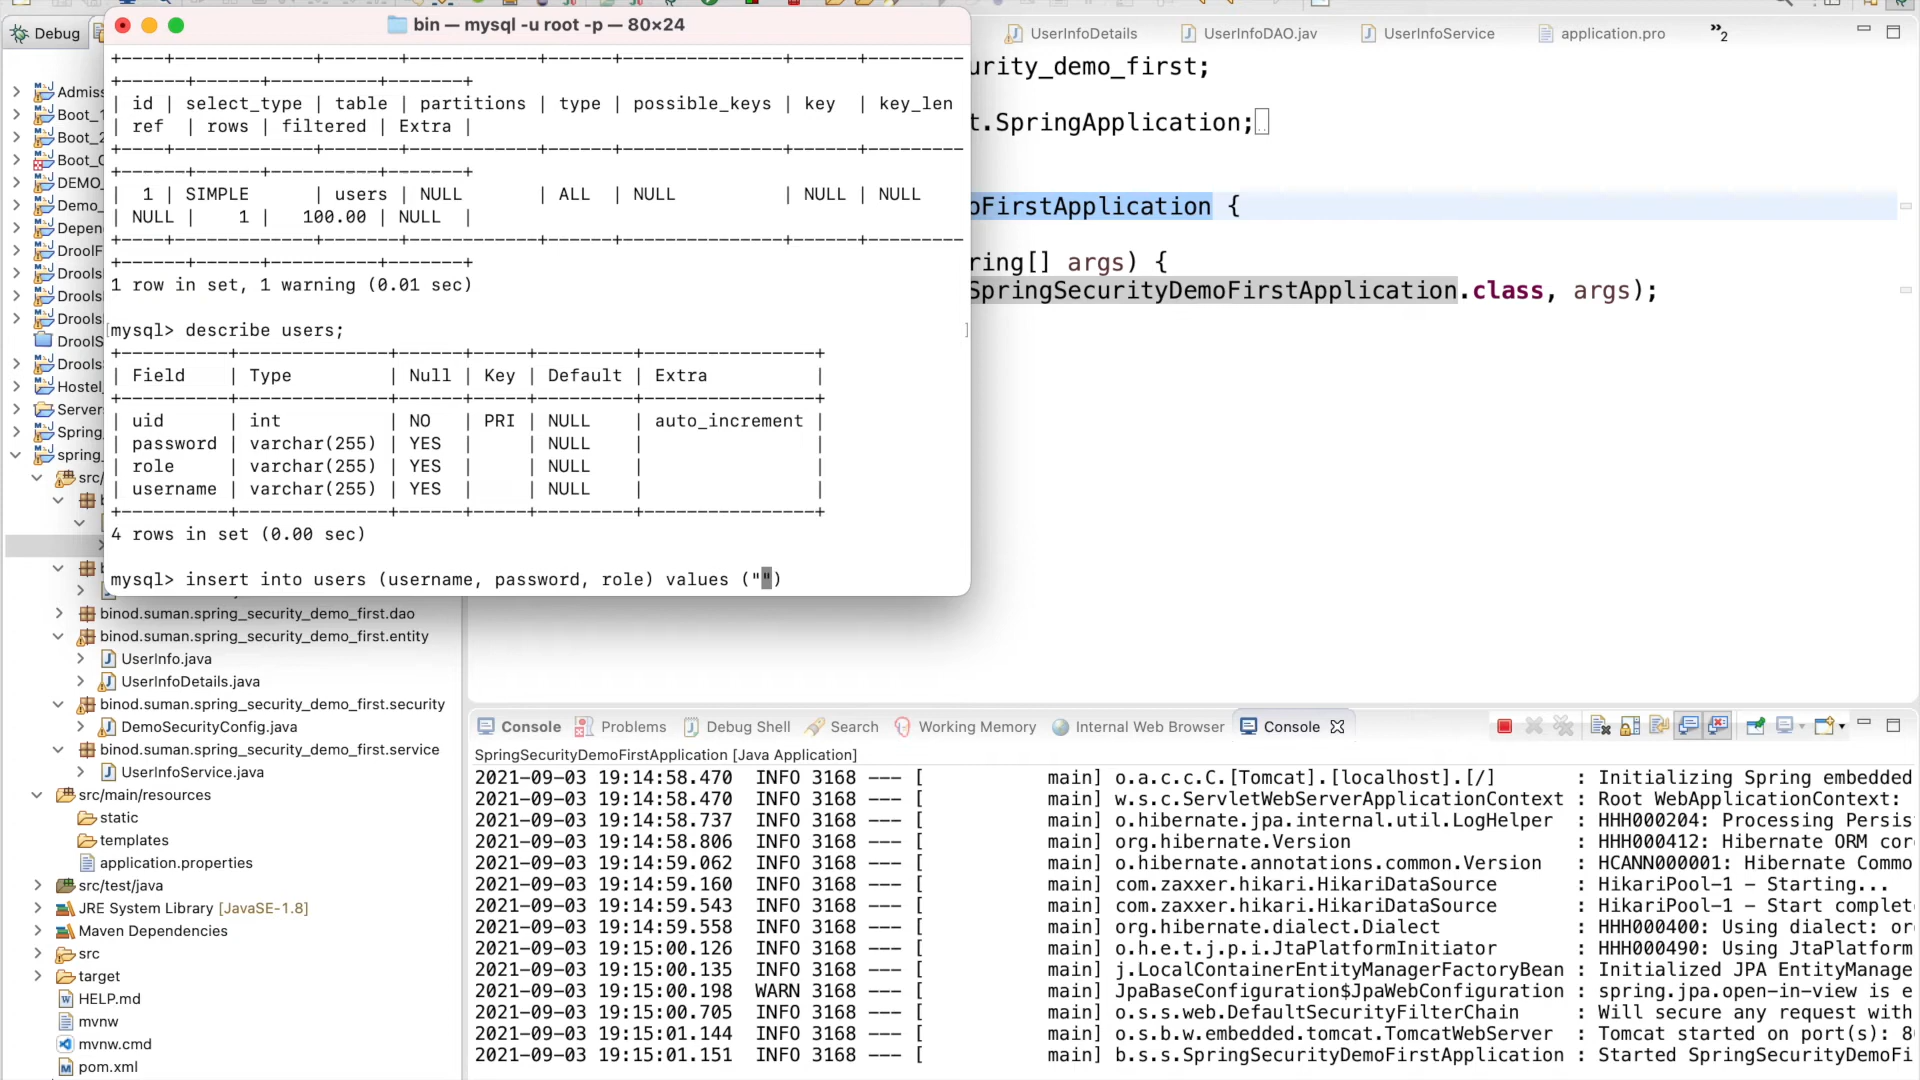 Debug
bin — mysql -u root -p — 80×24
UserInfoDetails
UserInfoDAO.jav
UserInfoService
application.pro
»2
+----+-------------+-------+------------+------+---------------+------+---------
+------+------+----------+-------+
| id | select_type | table | partitions | type | possible_keys | key | key_len
| ref | rows | filtered | Extra |
+----+-------------+-------+------------+------+---------------+------+---------
+------+------+----------+-------+
| 1 | SIMPLE | users | NULL | ALL | NULL | NULL | NULL
| NULL | 1 | 100.00 | NULL |
+----+-------------+-------+------------+------+---------------+------+---------
+------+------+----------+-------+
1 row in set, 1 warning (0.01 sec)
[mysql> describe users; ]
+----------+--------------+------+-----+---------+----------------+
| Field | Type | Null | Key | Default | Extra |
+----------+--------------+------+-----+---------+----------------+
| uid | int | NO | PRI | NULL | auto_increment |
| password | varchar(255) | YES | | NULL | |
| role | varchar(255) | YES | | NULL | |
| username | varchar(255) | YES | | NULL | |
+----------+--------------+------+-----+---------+----------------+
4 rows in set (0.00 sec)
mysql> insert into users (username, password, role) values ("")
urity_demo_first;
t.SpringApplication;
oFirstApplication {
ring[] args) {
SpringSecurityDemoFirstApplication.class, args);
Admis
Boot_1
Boot_2
Boot_C
DEMO_
Demo_
Depen
DroolF
Drools
Drools
Drools
DroolS
Drools
Hostel_
Server
Spring_
spring_
src/
binod.suman.spring_security_demo_first.dao
binod.suman.spring_security_demo_first.entity
UserInfo.java
UserInfoDetails.java
binod.suman.spring_security_demo_first.security
DemoSecurityConfig.java
binod.suman.spring_security_demo_first.service
UserInfoService.java
src/main/resources
static
templates
application.properties
src/test/java
JRE System Library [JavaSE-1.8]
Maven Dependencies
src
target
HELP.md
mvnw
mvnw.cmd
pom.xml
Console Problems Debug Shell Search Working Memory Internal Web Browser Console
SpringSecurityDemoFirstApplication [Java Application]
2021-09-03 19:14:58.470 INFO 3168 --- [ main] o.a.c.c.C.[Tomcat].[localhost].[/] : Initializing Spring embedded
2021-09-03 19:14:58.470 INFO 3168 --- [ main] w.s.c.ServletWebServerApplicationContext : Root WebApplicationContext:
2021-09-03 19:14:58.737 INFO 3168 --- [ main] o.hibernate.jpa.internal.util.LogHelper : HHH000204: Processing Persis
2021-09-03 19:14:58.806 INFO 3168 --- [ main] org.hibernate.Version : HHH000412: Hibernate ORM cor
2021-09-03 19:14:59.062 INFO 3168 --- [ main] o.hibernate.annotations.common.Version : HCANN000001: Hibernate Commo
2021-09-03 19:14:59.160 INFO 3168 --- [ main] com.zaxxer.hikari.HikariDataSource : HikariPool-1 - Starting...
2021-09-03 19:14:59.543 INFO 3168 --- [ main] com.zaxxer.hikari.HikariDataSource : HikariPool-1 - Start complet
2021-09-03 19:14:59.558 INFO 3168 --- [ main] org.hibernate.dialect.Dialect : HHH000400: Using dialect: or
2021-09-03 19:15:00.126 INFO 3168 --- [ main] o.h.e.t.j.p.i.JtaPlatformInitiator : HHH000490: Using JtaPlatform
2021-09-03 19:15:00.135 INFO 3168 --- [ main] j.LocalContainerEntityManagerFactoryBean : Initialized JPA EntityManage
2021-09-03 19:15:00.198 WARN 3168 --- [ main] JpaBaseConfiguration$JpaWebConfiguration : spring.jpa.open-in-view is e
2021-09-03 19:15:00.705 INFO 3168 --- [ main] o.s.s.web.DefaultSecurityFilterChain : Will secure any request with
2021-09-03 19:15:01.144 INFO 3168 --- [ main] o.s.b.w.embedded.tomcat.TomcatWebServer : Tomcat started on port(s): 8
2021-09-03 19:15:01.151 INFO 3168 --- [ main] b.s.s.SpringSecurityDemoFirstApplication : Started SpringSecurityDemoFi